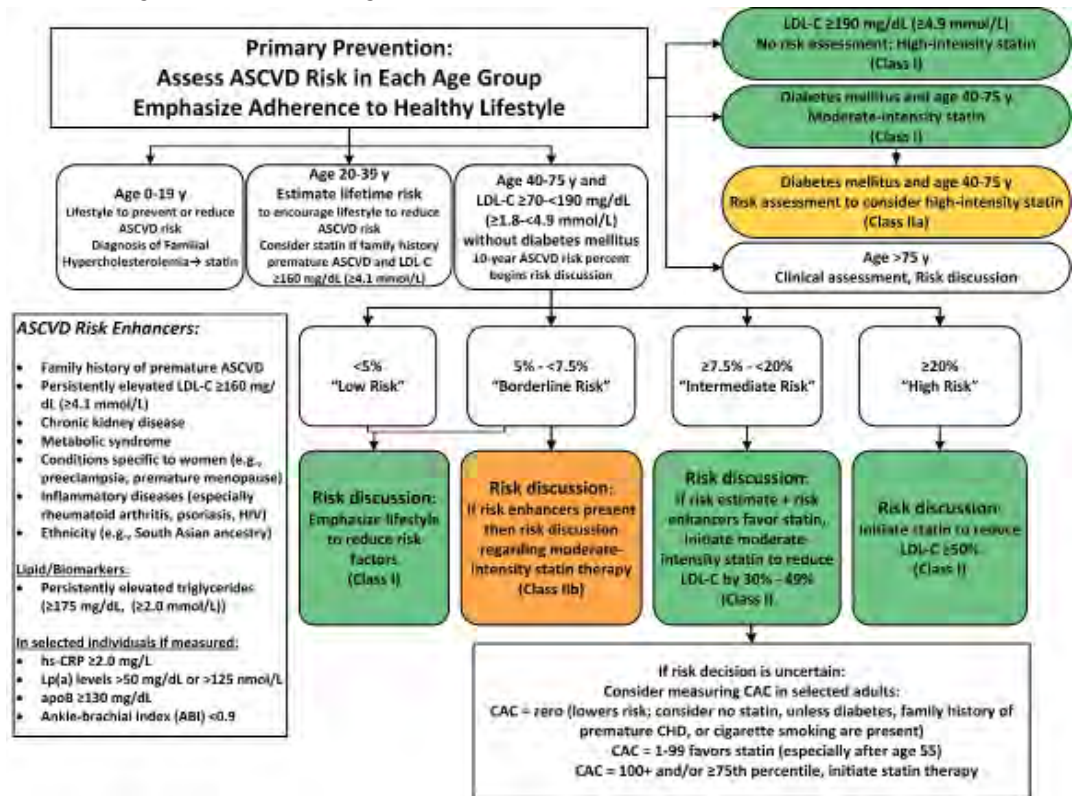 Primary Prevention:
Assess ASCVD Risk in Each Age Group
Emphasize Adherence to Healthy Lifestyle
LDL-C ≥190 mg/dL (≥4.9 mmol/L)
No risk assessment; High-intensity statin
(Class I)
Diabetes mellitus and age 40-75 y
Moderate-intensity statin
(Class I)
Diabetes mellitus and age 40-75 y
Risk assessment to consider high-intensity statin
(Class IIa)
Age >75 y
Clinical assessment, Risk discussion
Age 0-19 y
Lifestyle to prevent or reduce
ASCVD risk
Diagnosis of Familial
Hypercholesterolemia→ statin
Age 20-39 y
Estimate lifetime risk
to encourage lifestyle to reduce
ASCVD risk
Consider statin if family history
premature ASCVD and LDL-C
≥160 mg/dL (≥4.1 mmol/L)
Age 40-75 y and
LDL-C ≥70-<190 mg/dL
(≥1.8-<4.9 mmol/L)
without diabetes mellitus
10-year ASCVD risk percent
begins risk discussion
ASCVD Risk Enhancers:
• Family history of premature ASCVD
• Persistently elevated LDL-C ≥160 mg/
dL (≥4.1 mmol/L)
• Chronic kidney disease
• Metabolic syndrome
• Conditions specific to women (e.g.,
preeclampsia, premature menopause)
• Inflammatory diseases (especially
rheumatoid arthritis, psoriasis, HIV)
• Ethnicity (e.g., South Asian ancestry)
Lipid/Biomarkers:
• Persistently elevated triglycerides
(≥175 mg/dL, (≥2.0 mmol/L))
In selected individuals if measured:
• hs-CRP ≥2.0 mg/L
• Lp(a) levels >50 mg/dL or >125 nmol/L
• apoB ≥130 mg/dL
• Ankle-brachial index (ABI) <0.9
<5%
"Low Risk"
5% - <7.5%
"Borderline Risk"
≥7.5% - <20%
"Intermediate Risk"
≥20%
"High Risk"
Risk discussion:
Emphasize lifestyle
to reduce risk
factors
(Class I)
Risk discussion:
If risk enhancers present
then risk discussion
regarding moderate-
intensity statin therapy
(Class IIb)
Risk discussion:
If risk estimate + risk
enhancers favor statin,
initiate moderate-
intensity statin to reduce
LDL-C by 30% - 49%
(Class I)
Risk discussion:
Initiate statin to reduce
LDL-C ≥50%
(Class I)
If risk decision is uncertain:
Consider measuring CAC in selected adults:
CAC = zero (lowers risk; consider no statin, unless diabetes, family history of
premature CHD, or cigarette smoking are present)
CAC = 1-99 favors statin (especially after age 55)
CAC = 100+ and/or ≥75th percentile, initiate statin therapy